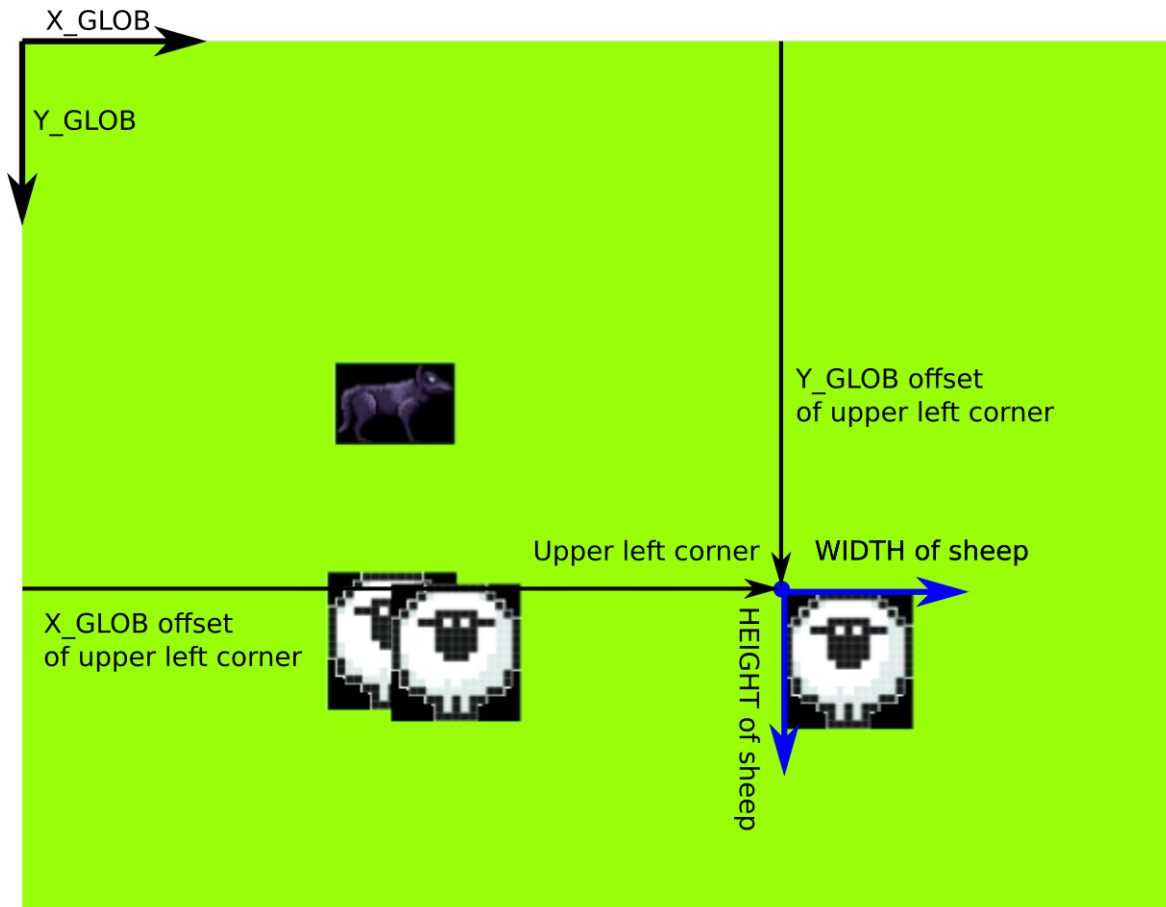 X_GLOB
Y_GLOB
Y_GLOB offset
of upper left corner
Upper left corner
WIDTH of sheep
X_GLOB offset
of upper left corner
HEIGHT of sheep